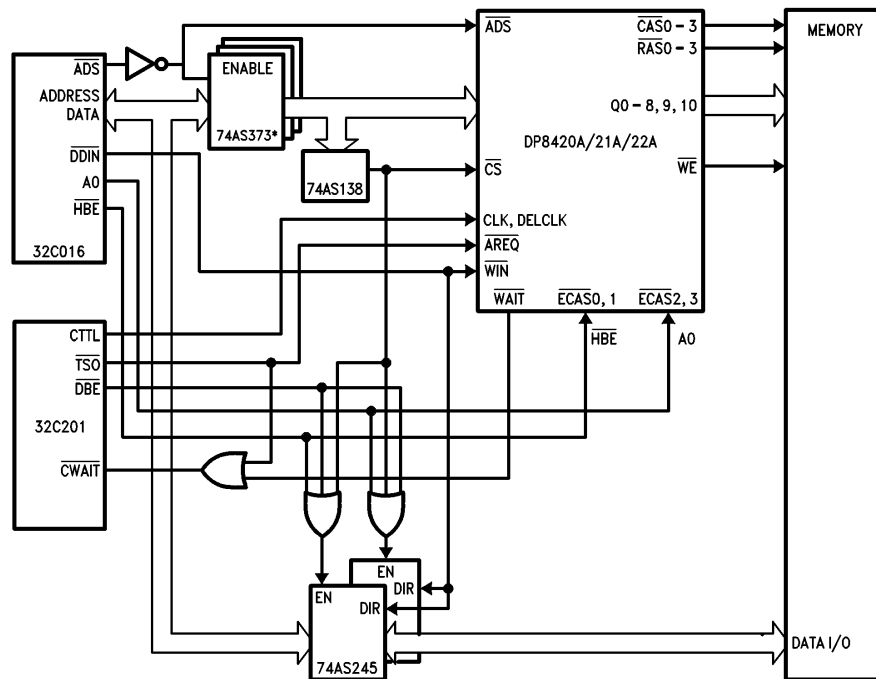 ADS
ADDRESS
DATA
DDIN
A0
HBE
32C016
ENABLE
74AS373*
74AS138
ADS
CS
CLK, DELCLK
AREQ
WIN
WAIT
ECAS0, 1
ECAS2, 3
DP8420A/21A/22A
CAS0-3
RAS0-3
Q0-8, 9, 10
WE
MEMORY
HBE
A0
CTTL
TSO
DBE
32C201
CWAIT
EN
DIR
EN
DIR
74AS245
DATA I/O